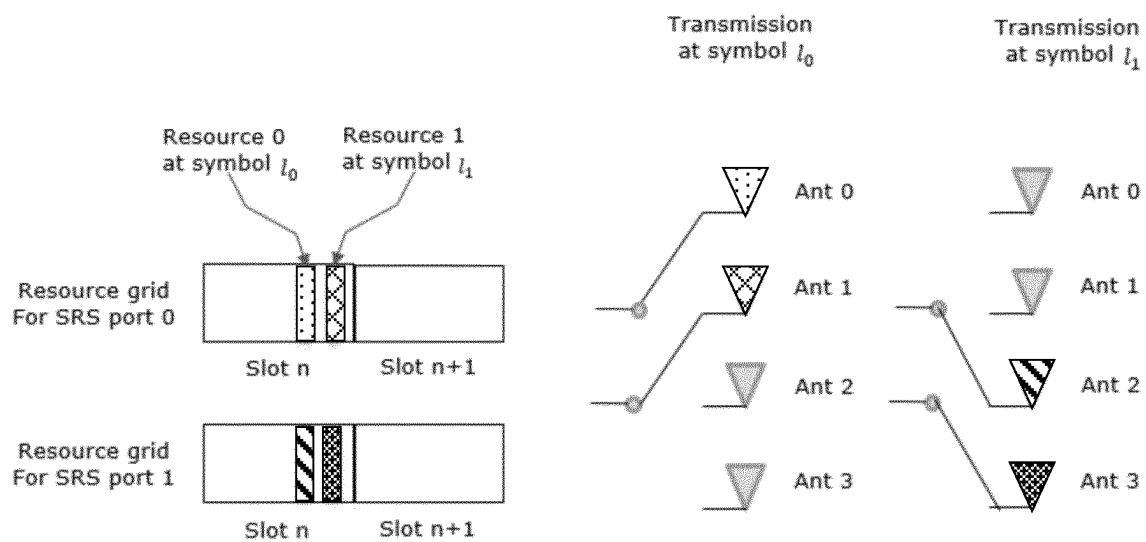 Transmission
at symbol l₀
Transmission
at symbol l₁
Resource 0
at symbol l₀
Resource 1
at symbol l₁
Ant 0
Ant 0
Resource grid
For SRS port 0
Ant 1
Ant 1
Slot n
Slot n+1
Ant 2
Ant 2
Resource grid
For SRS port 1
Ant 3
Ant 3
Slot n
Slot n+1